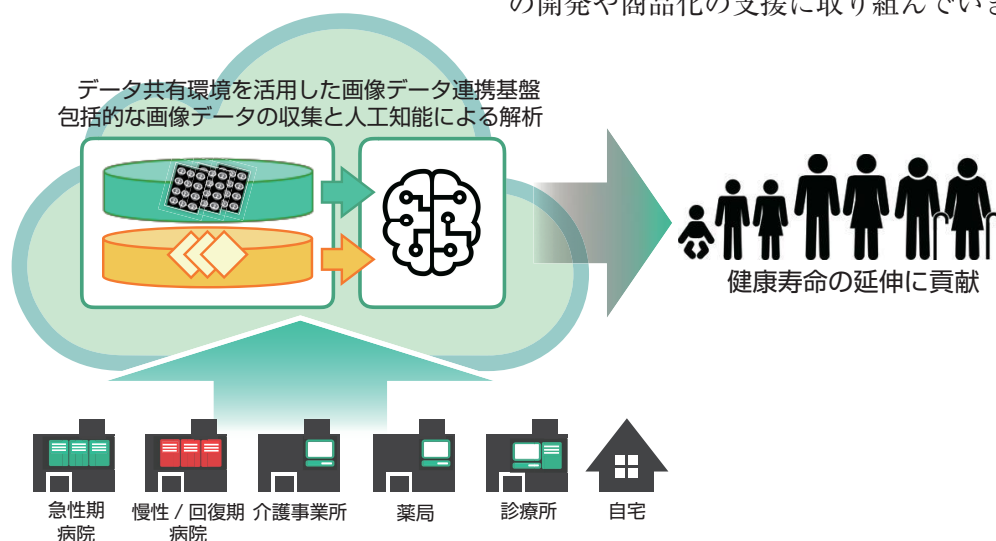 の開発や商品化の支援に取り組んでいま
データ共有環境を活用した画像データ連携基盤
包括的な画像データの収集と人工知能による解析
健康寿命の延伸に貢献
急性期
病院
慢性 / 回復期
病院
介護事業所
薬局
診療所
自宅